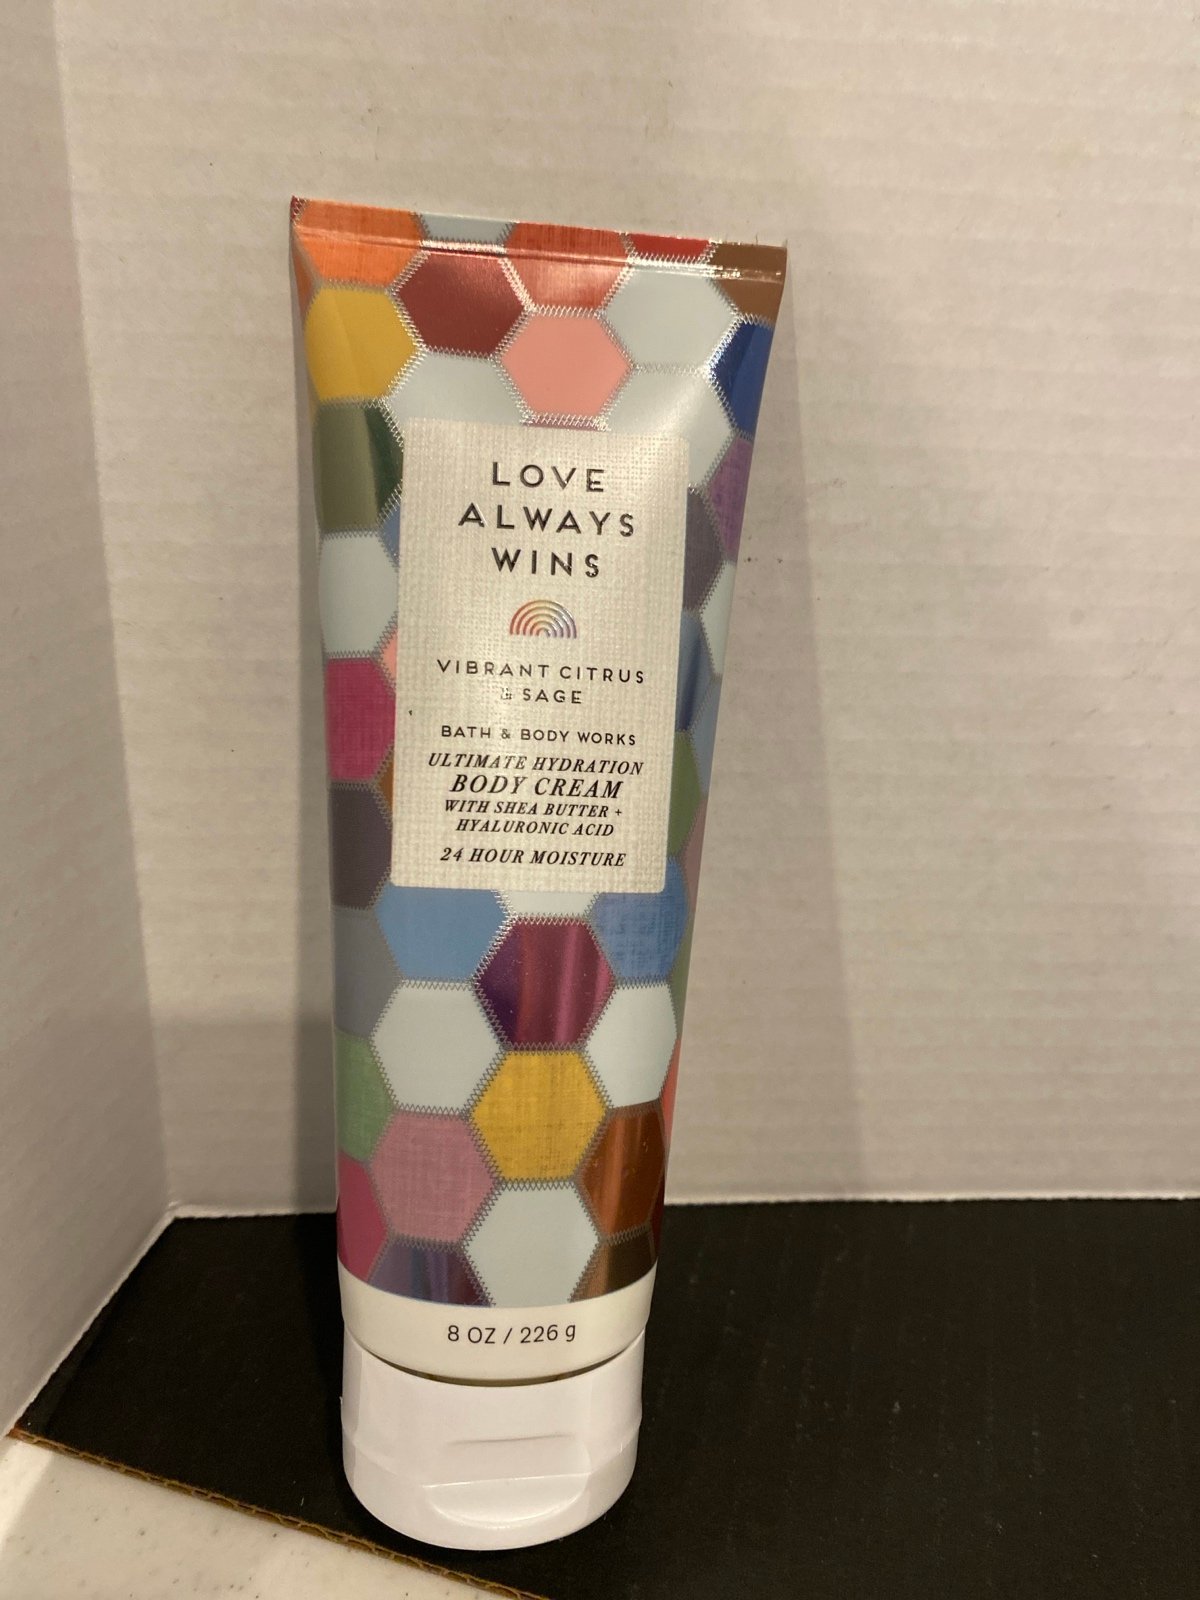 LOVE
ALWAYS
WINS
VIBRANT CITRUS
& SAGE
BATH & BODY WORKS
ULTIMATE HYDRATION
BODY CREAM
WITH SHEA BUTTER +
HYALURONIC ACID
24 HOUR MOISTURE
8 OZ / 226 g